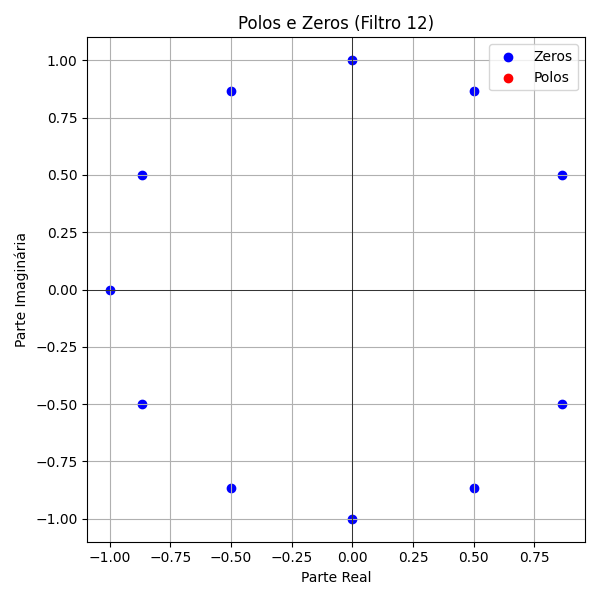 Polos e Zeros (Filtro 12)
Zeros
Polos
1.00
0.75
0.50
0.25
0.00
−0.25
−0.50
−0.75
−1.00
Parte Imaginária
−1.00 −0.75 −0.50 −0.25 0.00 0.25 0.50 0.75
Parte Real